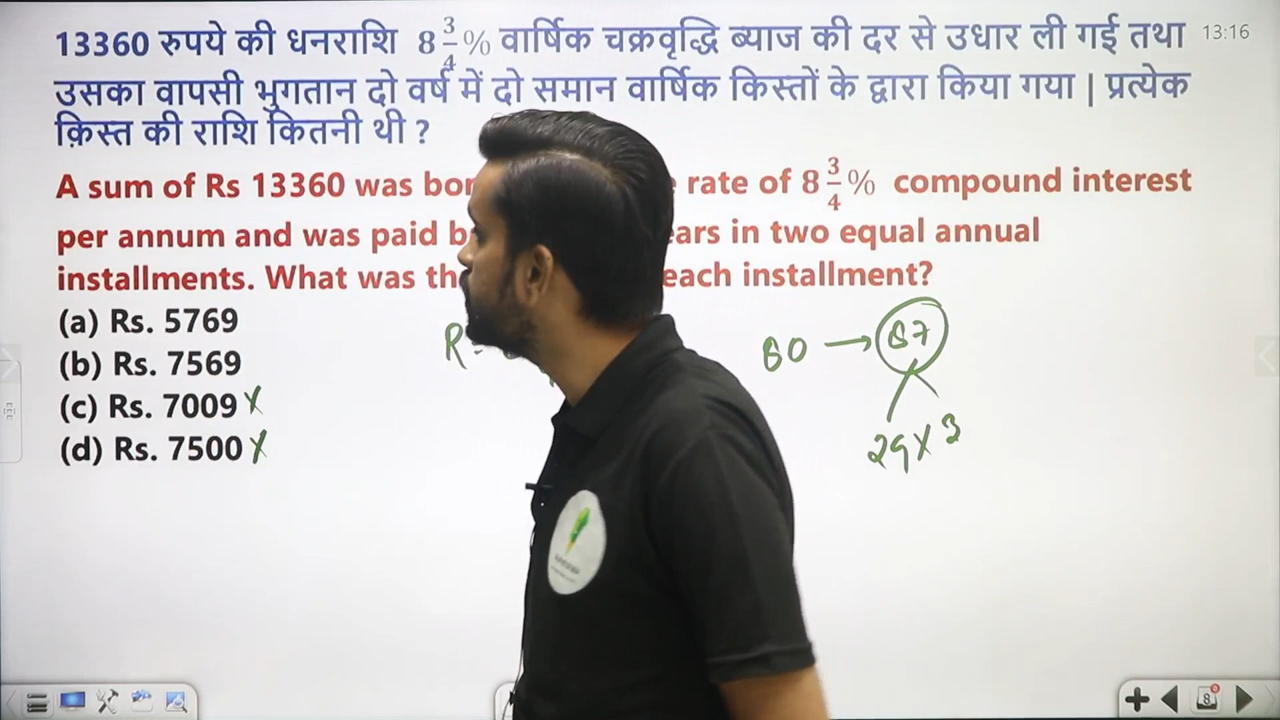 13360 रुपये की धनराशि 8 3/4 % वार्षिक चक्रवृद्धि ब्याज की दर से उधार ली गई तथा
13:16
उसका वापसी भुगतान दो वर्ष में दो समान वार्षिक किस्तों के द्वारा किया गया | प्रत्येक
क़िस्त की राशि कितनी थी ?
A sum of Rs 13360 was rate of 8 3/4 % compound interest
per annum and was paid in two equal annual
installments. What was each installment?
(a) Rs. 5769
(b) Rs. 7569
(c) Rs. 7009 X
(d) Rs. 7500 X
R =
80 → 87
29 x 3
8